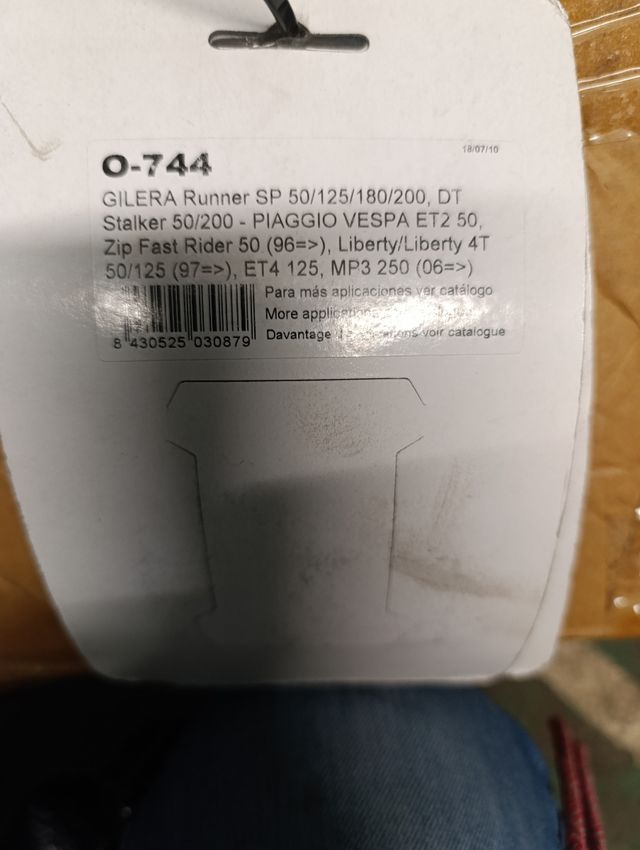 18/07/10
O-744
GILERA Runner SP 50/125/180/200, DT
Stalker 50/200 - PIAGGIO VESPA ET2 50,
Zip Fast Rider 50 (96=>), Liberty/Liberty 4T
50/125 (97=>), ET4 125, MP3 250 (06=>)
Para más aplicaciones ver catálogo
More
Davantage voir catalogue
8 430525 030879